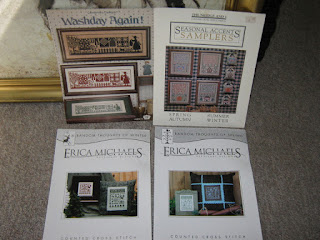 Washday Again!
SEASONAL ACCENTS
SAMPLERS
SPRING SUMMER
AUTUMN WINTER
ERICA MICHAELS
COUNTED CROSS STITCH
ERICA MICHAELS
COUNTED CROSS STITCH